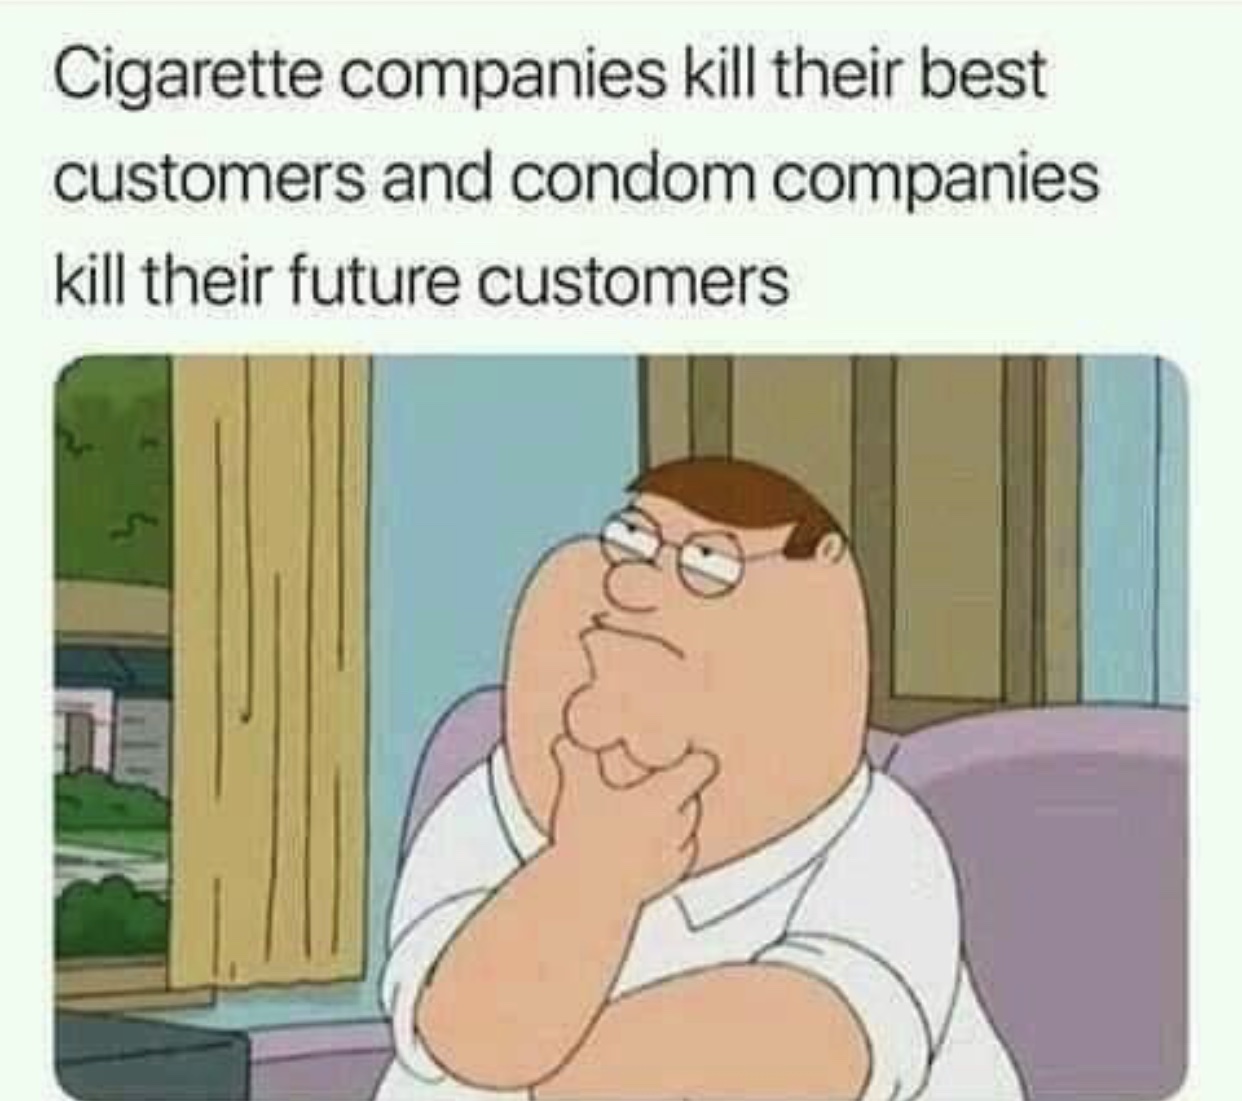 Cigarette companies kill their best
customers and condom companies
kill their future customers